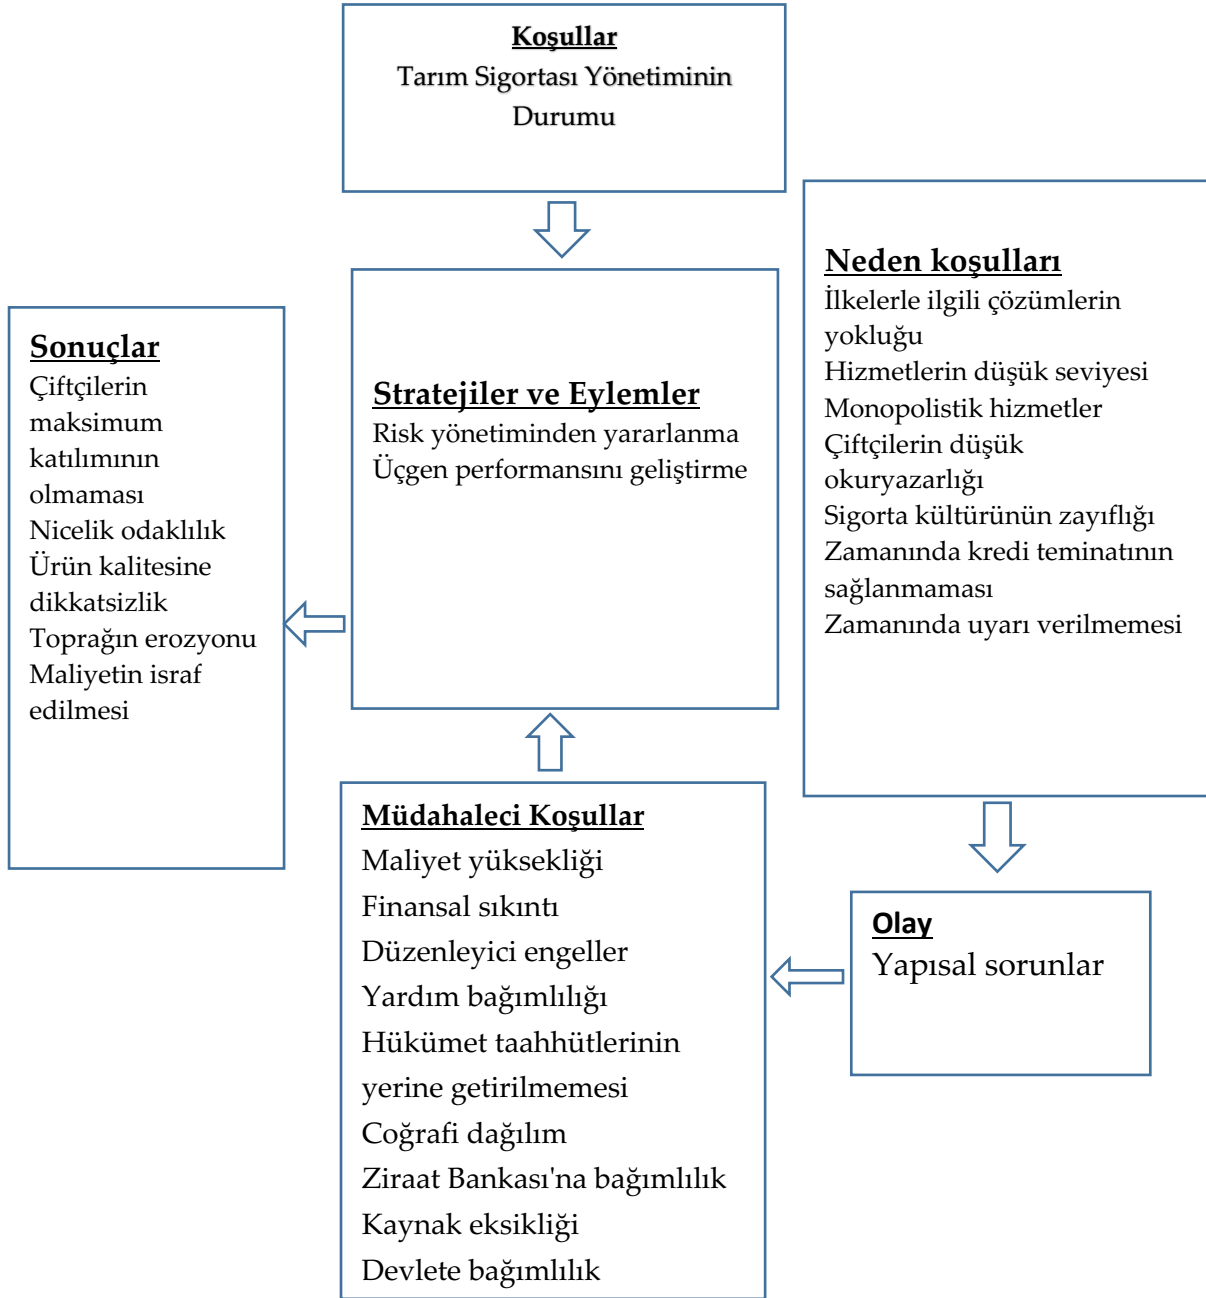 Koşullar
Tarım Sigortası Yönetiminin
Durumu
Neden koşulları
İlkelerle ilgili çözümlerin
yokluğu
Hizmetlerin düşük seviyesi
Monopolistik hizmetler
Çiftçilerin düşük
okuryazarlığı
Sigorta kültürünün zayıflığı
Zamanında kredi teminatının
sağlanmaması
Zamanında uyarı verilmemesi
Stratejiler ve Eylemler
Risk yönetiminden yararlanma
Üçgen performansını geliştirme
Sonuçlar
Çiftçilerin
maksimum
katılımının
olmaması
Nicelik odaklılık
Ürün kalitesine
dikkatsizlik
Toprağın erozyonu
Maliyetin israf
edilmesi
Müdahaleci Koşullar
Maliyet yüksekliği
Finansal sıkıntı
Düzenleyici engeller
Yardım bağımlılığı
Hükümet taahhütlerinin
yerine getirilmemesi
Coğrafi dağılım
Ziraat Bankası'na bağımlılık
Kaynak eksikliği
Devlete bağımlılık
Olay
Yapısal sorunlar